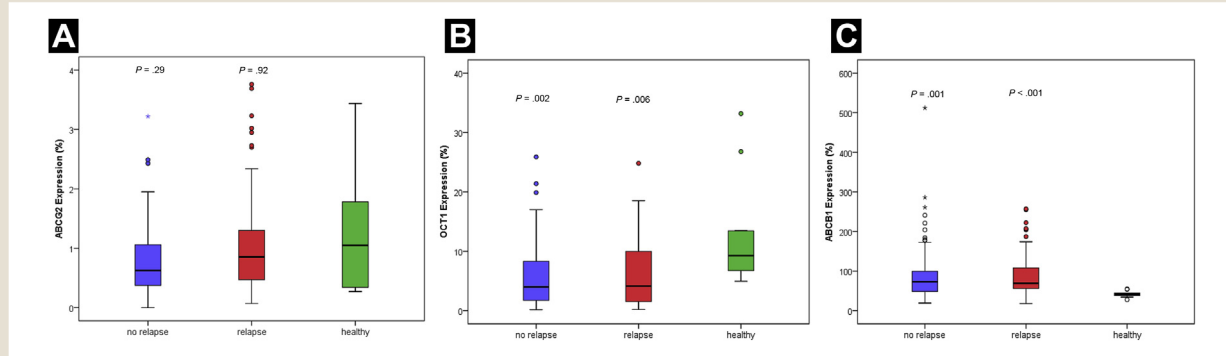 A
ABCG2 Expression (%)
4
3
2
1
0
P = .29
P = .92
no relapse
relapse
healthy
B
OCT1 Expression (%)
40
30
20
10
0
P = .002
P = .006
no relapse
relapse
healthy
C
ABCB1 Expression (%)
600
500
400
300
200
100
0
P = .001
P < .001
no relapse
relapse
healthy